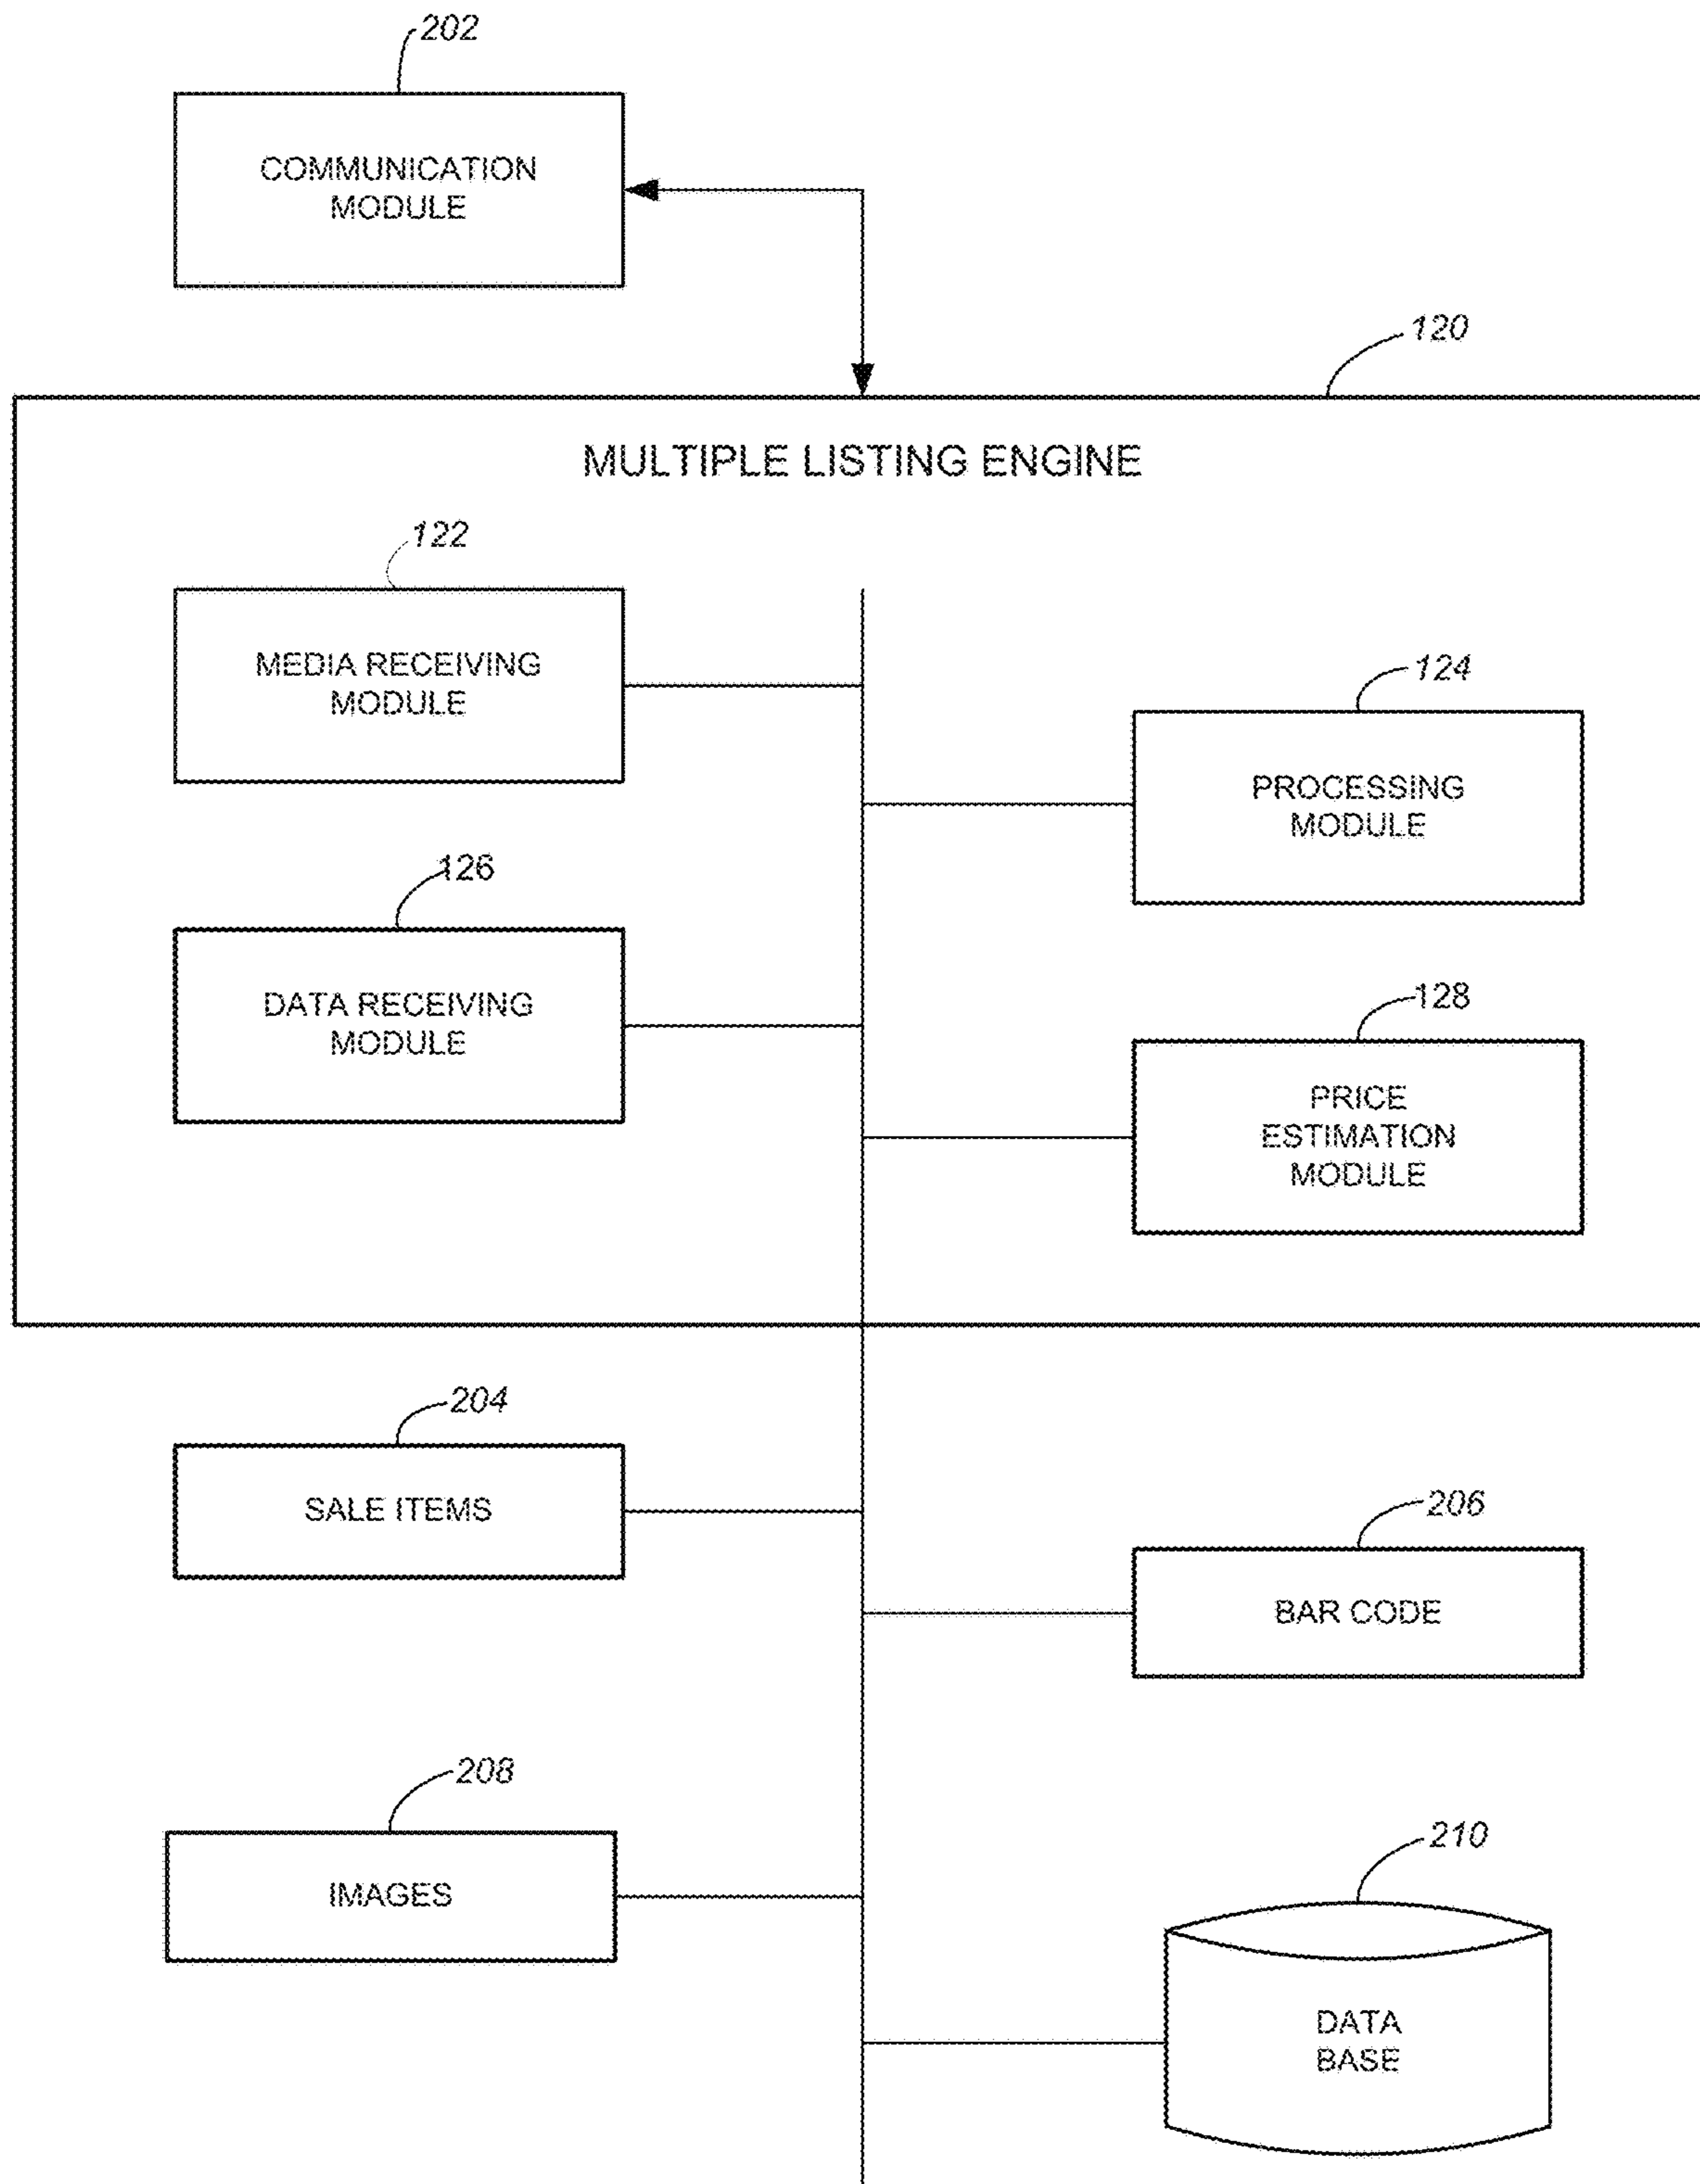 202
COMMUNICATION
MODULE
120
MULTIPLE LISTING ENGINE
122
MEDIA RECEIVING
MODULE
124
PROCESSING
MODULE
126
DATA RECEIVING
MODULE
128
PRICE
ESTIMATION
MODULE
204
SALE ITEMS
206
BAR CODE
208
IMAGES
210
DATA
BASE